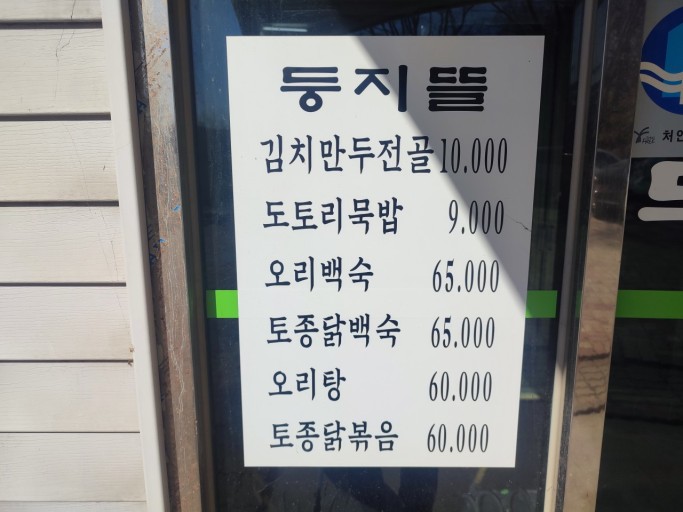 둥지뜰
김치만두전골 10.000
도토리묵밥 9.000
오리백숙 65.000
토종닭백숙 65.000
오리탕 60.000
토종닭볶음 60.000
처인